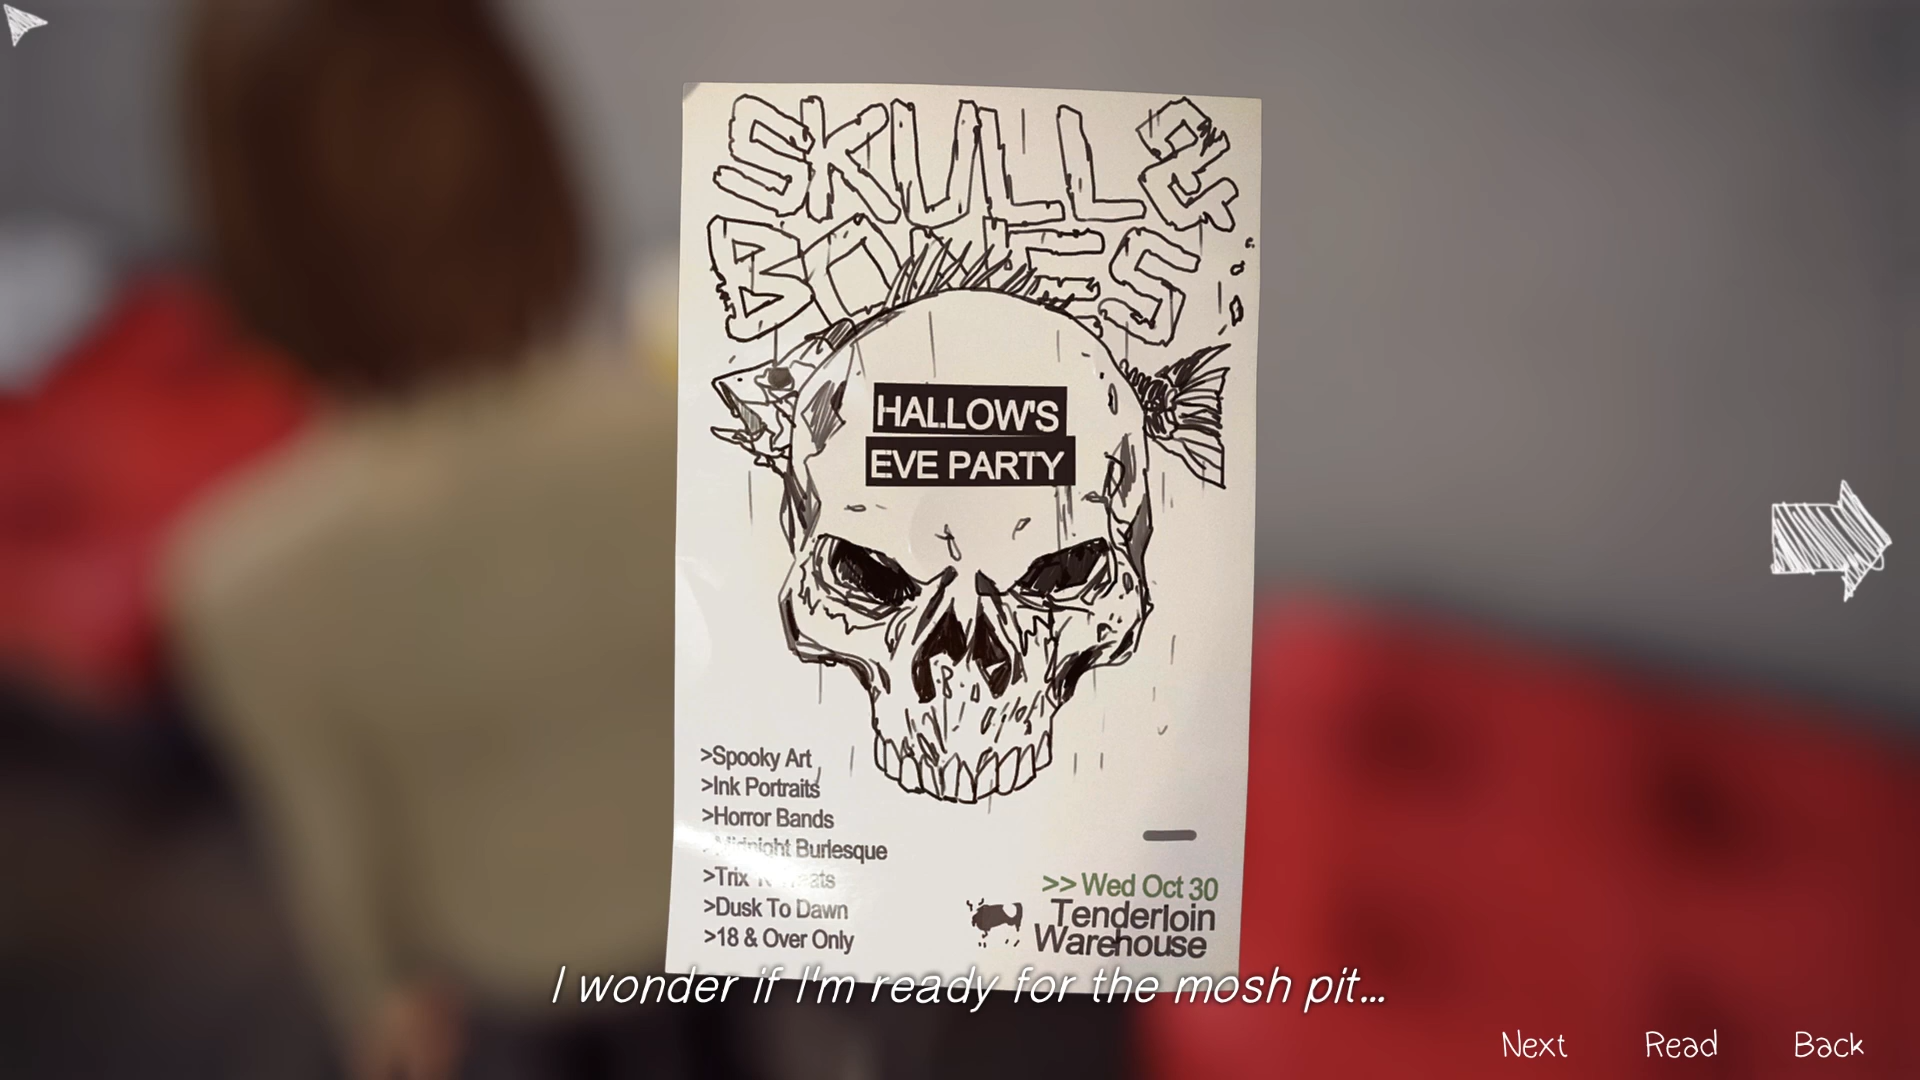 SKULL &
BONES
HALLOW'S
EVE PARTY
>Spooky Art
>Ink Portraits
>Horror Bands
>Midnight Burlesque
>Trix
>Dusk To Dawn
>18 & Over Only
>> Wed Oct 30
Tenderloin
Warehouse
I wonder if I'm ready for the mosh pit...
Next Read Back